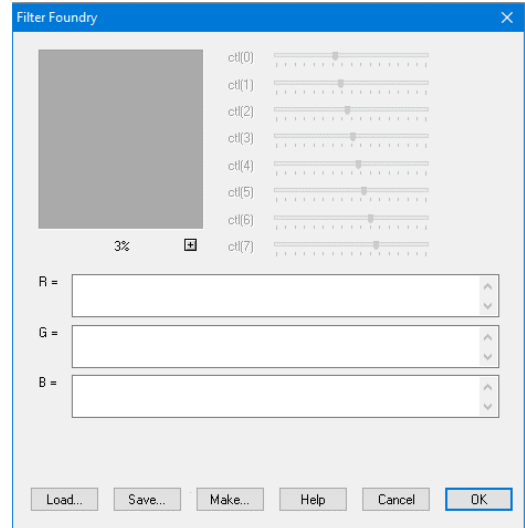 Filter Foundry
ctl(0)
ctl(1)
ctl(2)
ctl(3)
ctl(4)
ctl(5)
ctl(6)
ctl(7)
3%
R =
G =
B =
Load... Save... Make... Help Cancel OK